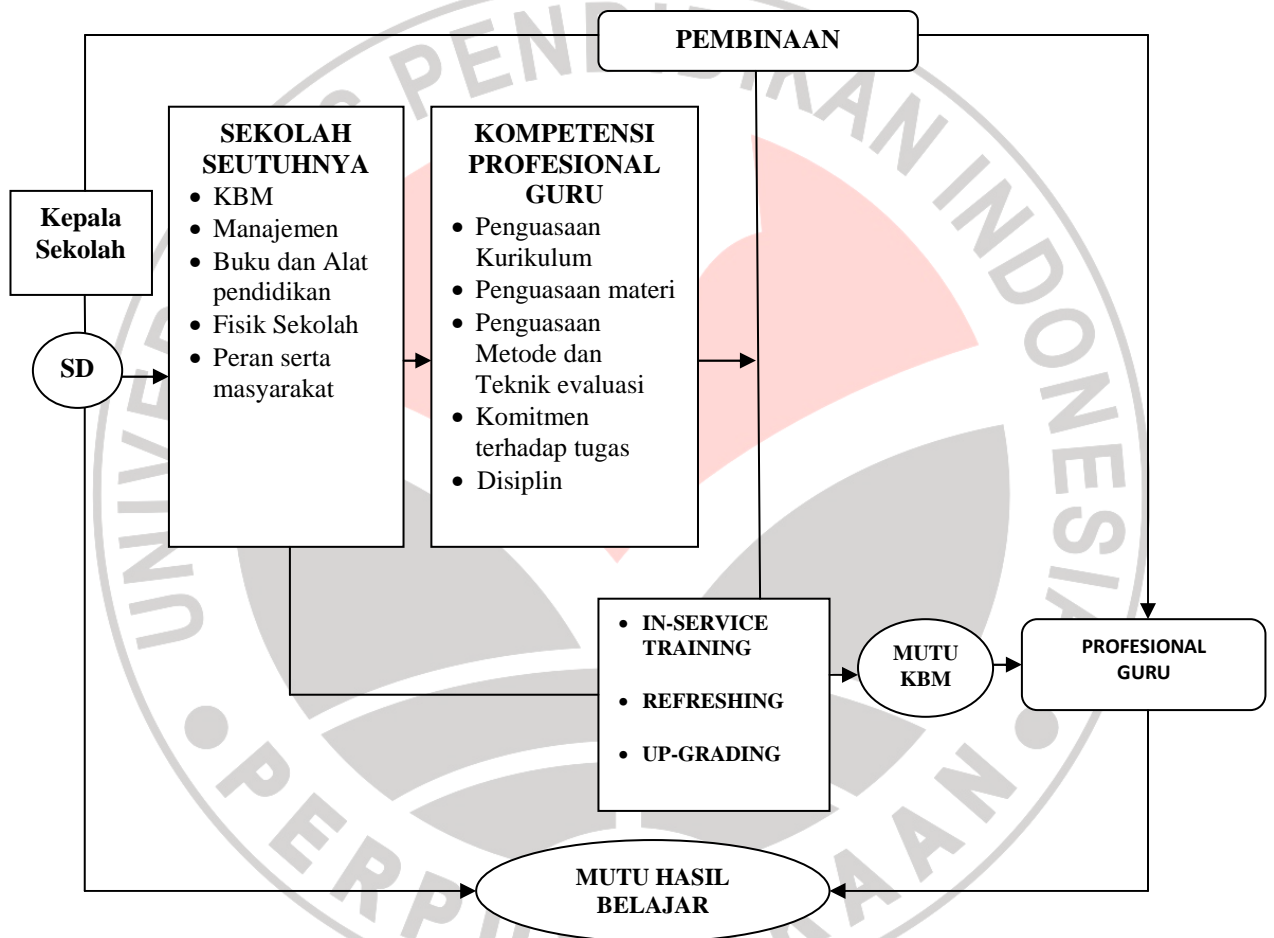 PEMBINAAN
SEKOLAH
SEUTUHNYA
• KBM
• Manajemen
• Buku dan Alat
pendidikan
• Fisik Sekolah
• Peran serta
masyarakat
KOMPETENSI
PROFESIONAL
GURU
• Penguasaan
Kurikulum
• Penguasaan materi
• Penguasaan
Metode dan
Teknik evaluasi
• Komitmen
terhadap tugas
• Disiplin
Kepala
Sekolah
SD
• IN-SERVICE
TRAINING
• REFRESHING
• UP-GRADING
MUTU
KBM
PROFESIONAL
GURU
MUTU HASIL
BELAJAR